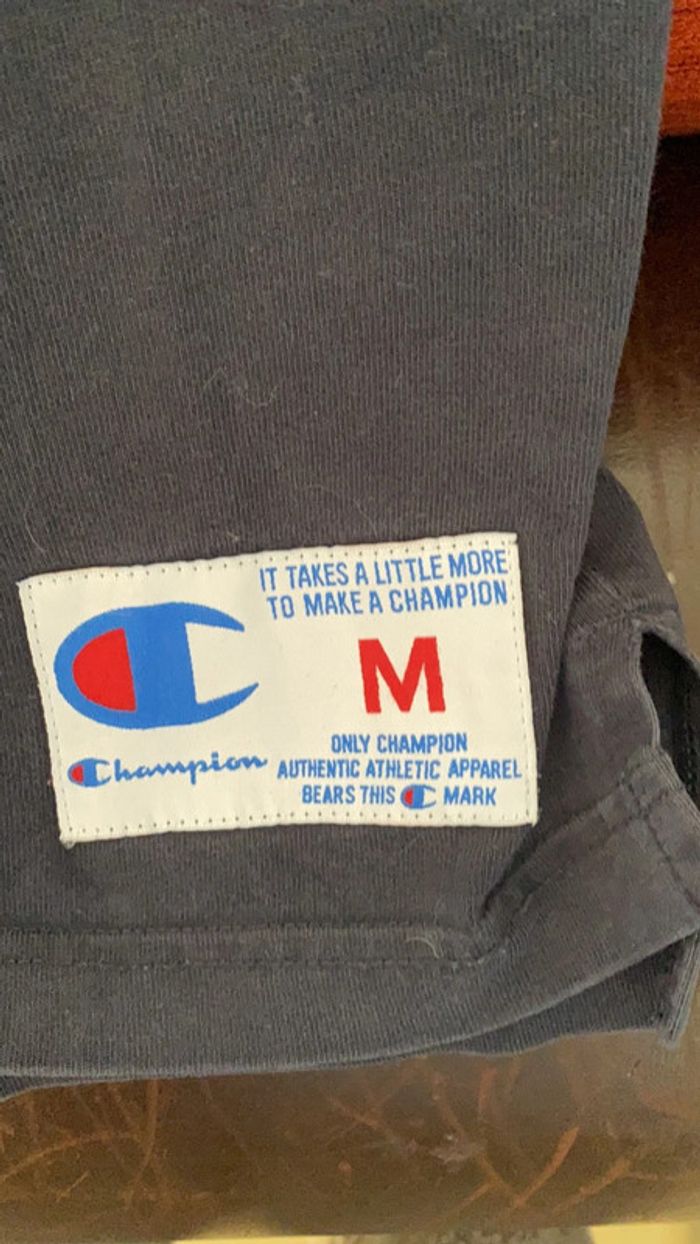 IT TAKES A LITTLE MORE
TO MAKE A CHAMPION
M
Champion
ONLY CHAMPION
AUTHENTIC ATHLETIC APPAREL
BEARS THIS C MARK